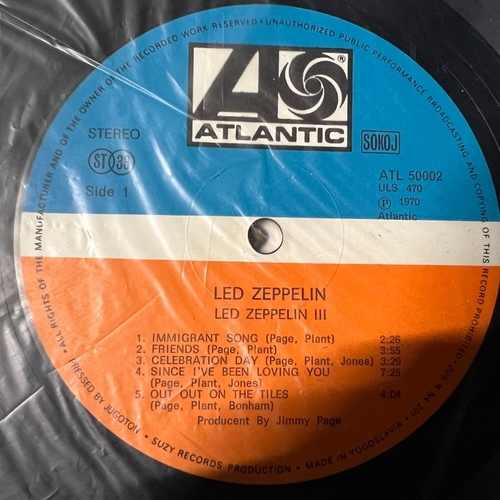 • ALL RIGHTS OF THE MANUFACTURER AND OF THE OWNER OF THE RECORDED WORK RESERVED • UNAUTHORISED PUBLIC PERFORMANCE BROADCASTING AND COPYING OF THIS RECORD PROHIBITED
A
®
ATLANTIC
STEREO
SOKOJ
ST 33
ATL 50002
ULS 470
Side 1
Ⓟ 1970
Atlantic
LED ZEPPELIN
LED ZEPPELIN III
1. IMMIGRANT SONG (Page, Plant) 2:26
2. FRIENDS (Page, Plant) 3:55
3. CELEBRATION DAY (Page, Plant, Jones) 3:29
4. SINCE I'VE BEEN LOVING YOU 7:25
(Page, Plant, Jones)
5. OUT OUT ON THE TILES 4:04
(Page, Plant, Bonham)
Producent By Jimmy Page
PRESSED BY JUGOTON • SUZY RECORDS PRODUCTION • MADE IN YUGOSLAVIA •